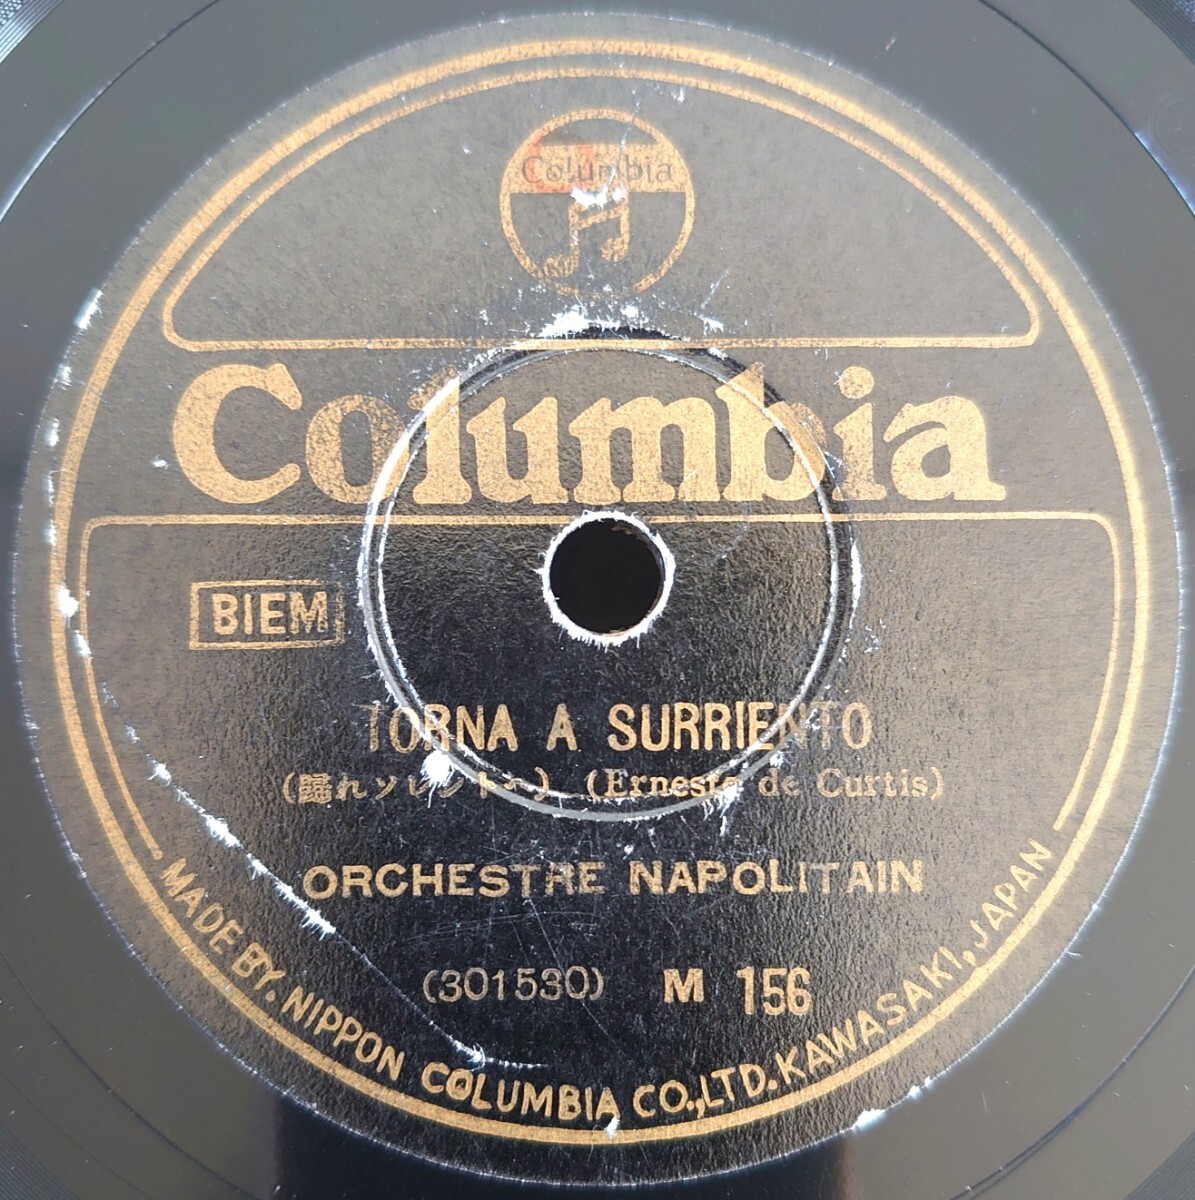 Columbia
Columbia
BIEM
TORNA A SURRIENTO
(歸れソレントへ) (Ernesto de Curtis)
ORCHESTRE NAPOLITAIN
(301530) M 156
MADE BY. NIPPON COLUMBIA CO., LTD. KAWASAKI, JAPAN